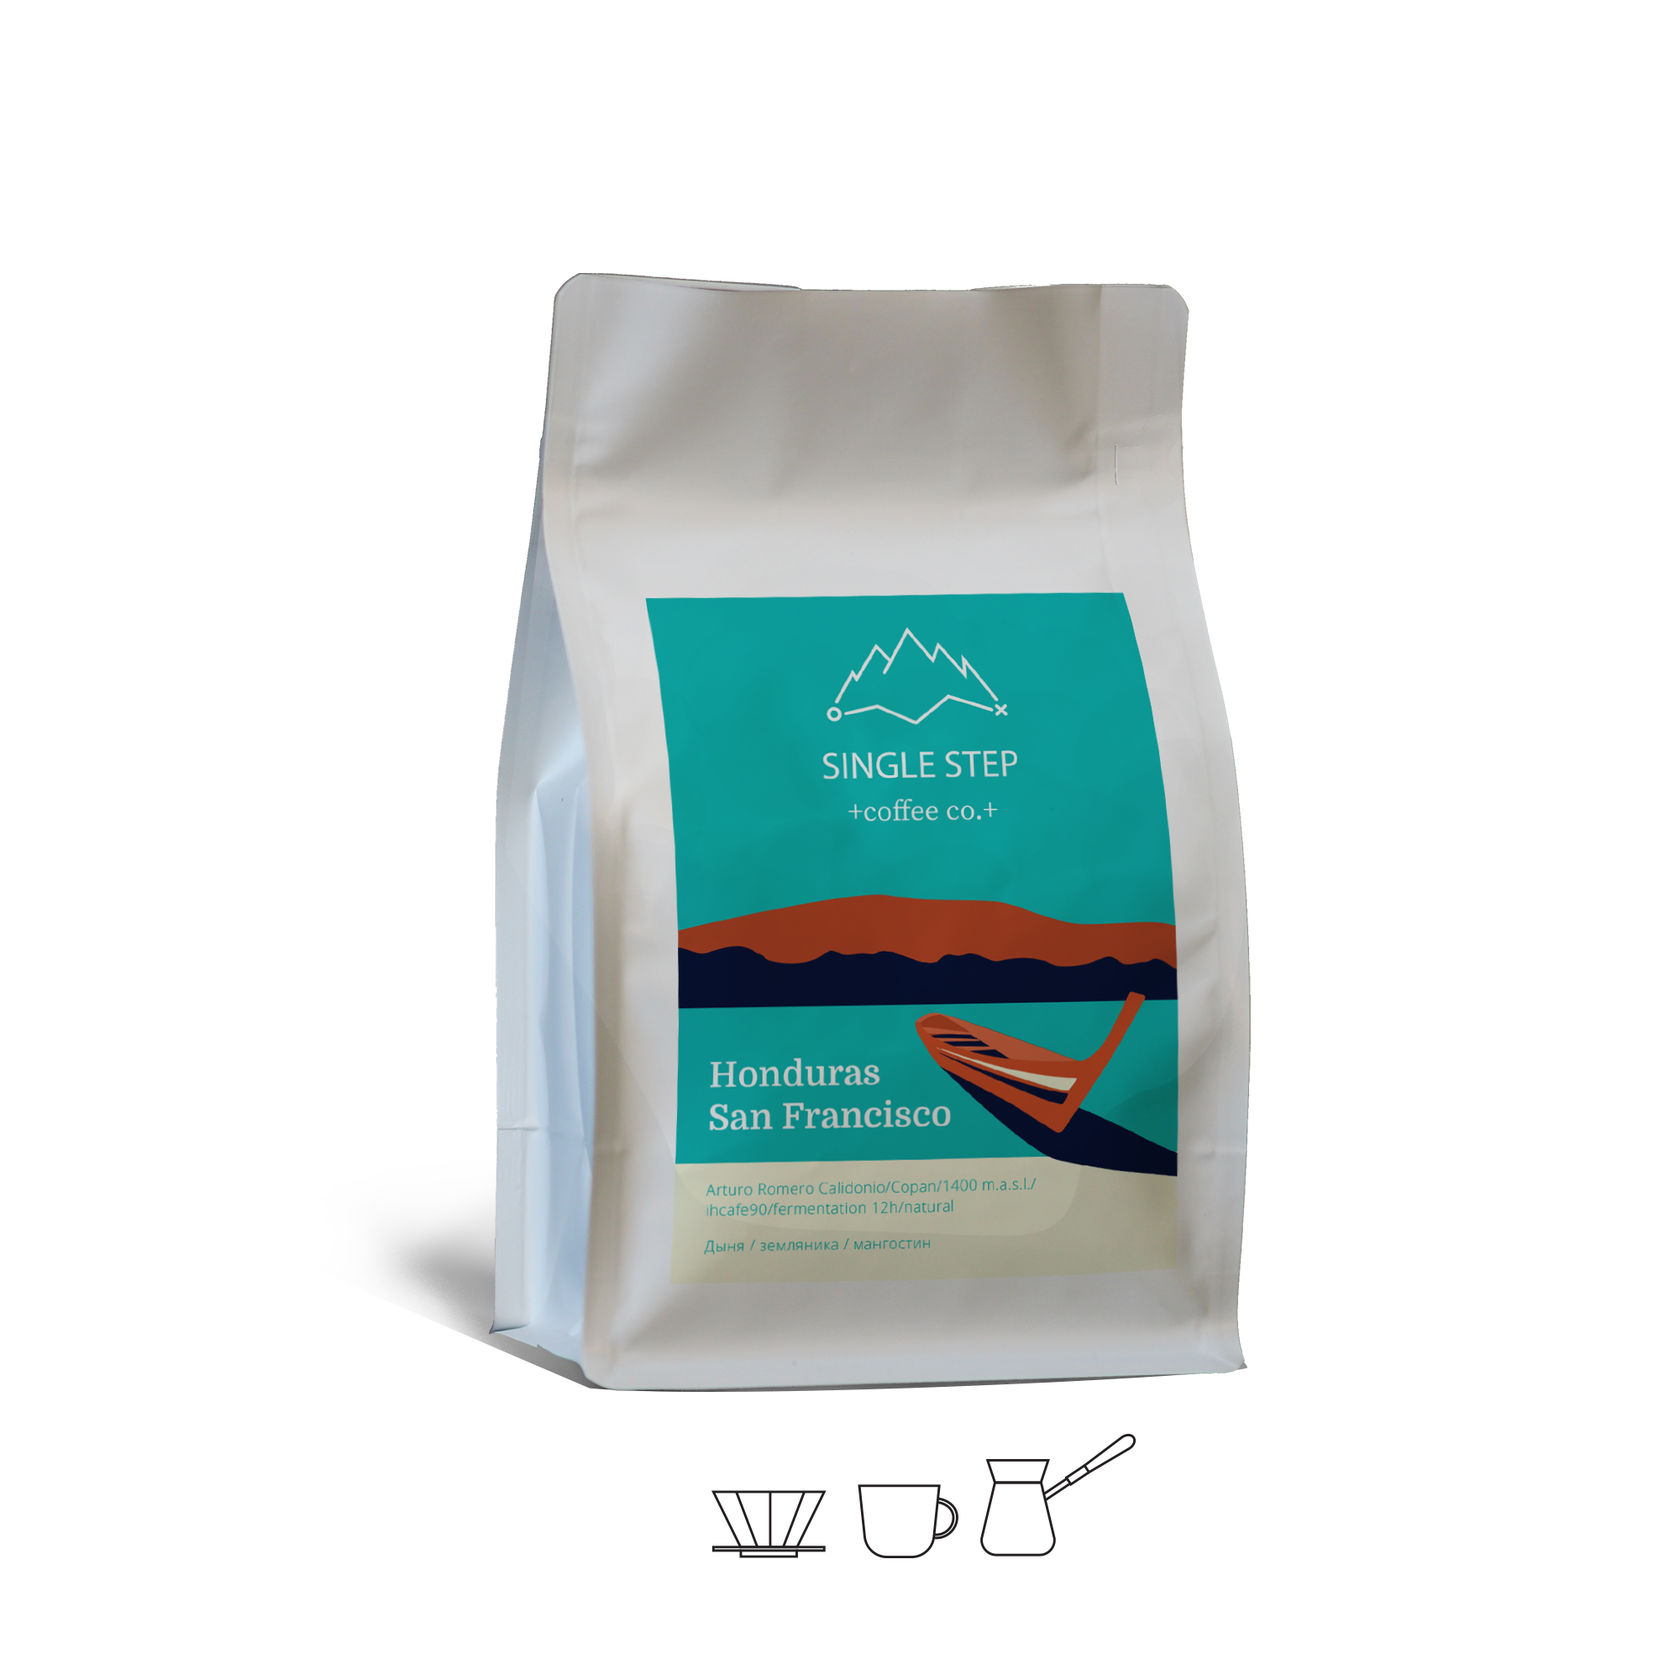 SINGLE STEP
+coffee co.+
Honduras
San Francisco
Arturo Romero Calidonio/Copan/1400 m.a.s.l./
ihcafe90/fermentation 12h/natural
Дыня / земляника / мангостин